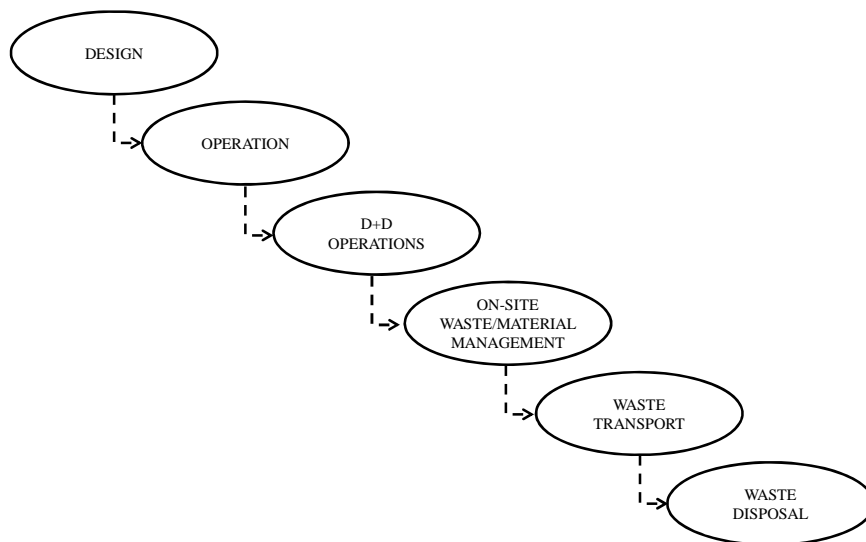 DESIGN
OPERATION
D+D
OPERATIONS
ON-SITE
WASTE/MATERIAL
MANAGEMENT
WASTE
TRANSPORT
WASTE
DISPOSAL